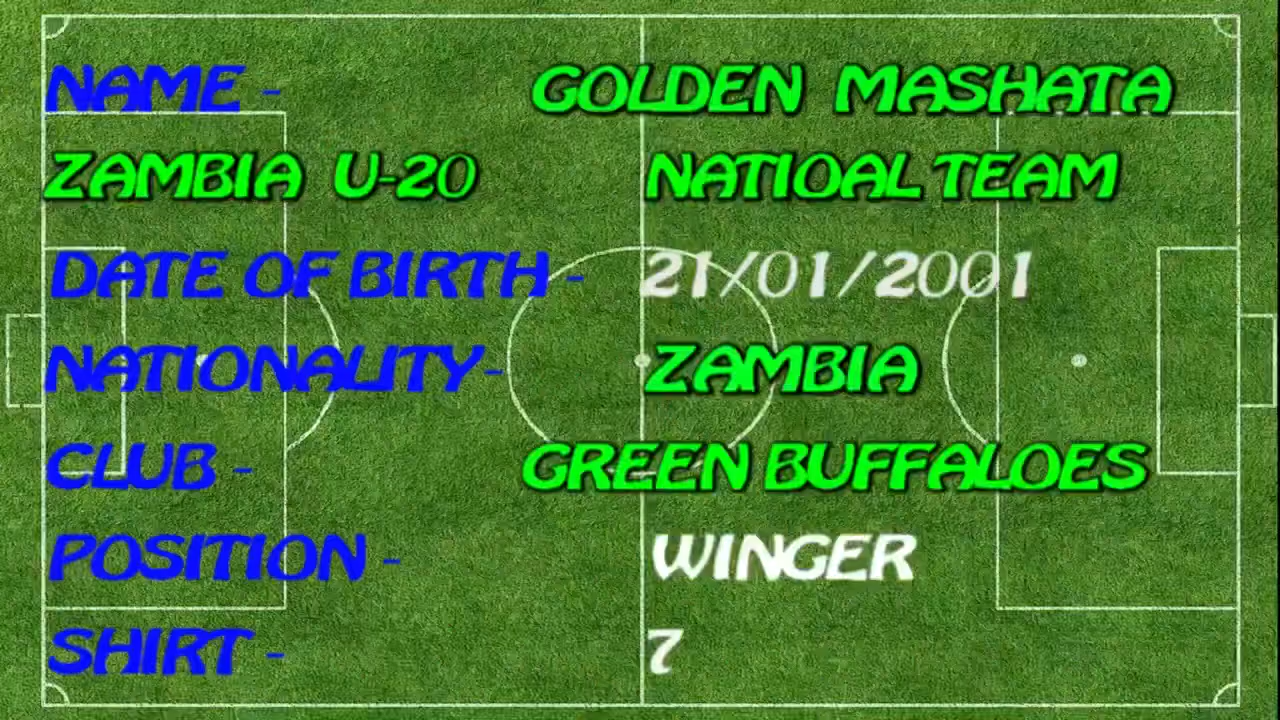 NAME - GOLDEN MASHATA
ZAMBIA U-20 NATIOAL TEAM
DATE OF BIRTH - 21/01/2001
NATIONALITY - ZAMBIA
CLUB - GREEN BUFFALOES
POSITION - WINGER
SHIRT - 7